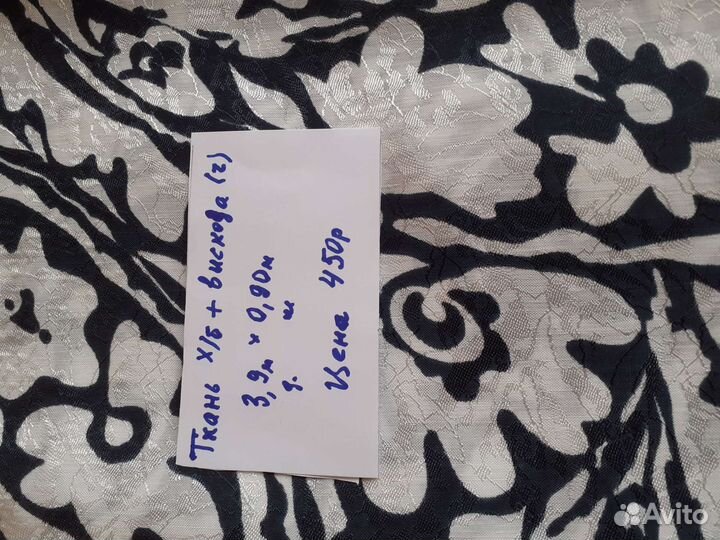 Ткань х/б + вискоза (?)
3,9м х 0,90м
д. ш
Цена 450р
Avito